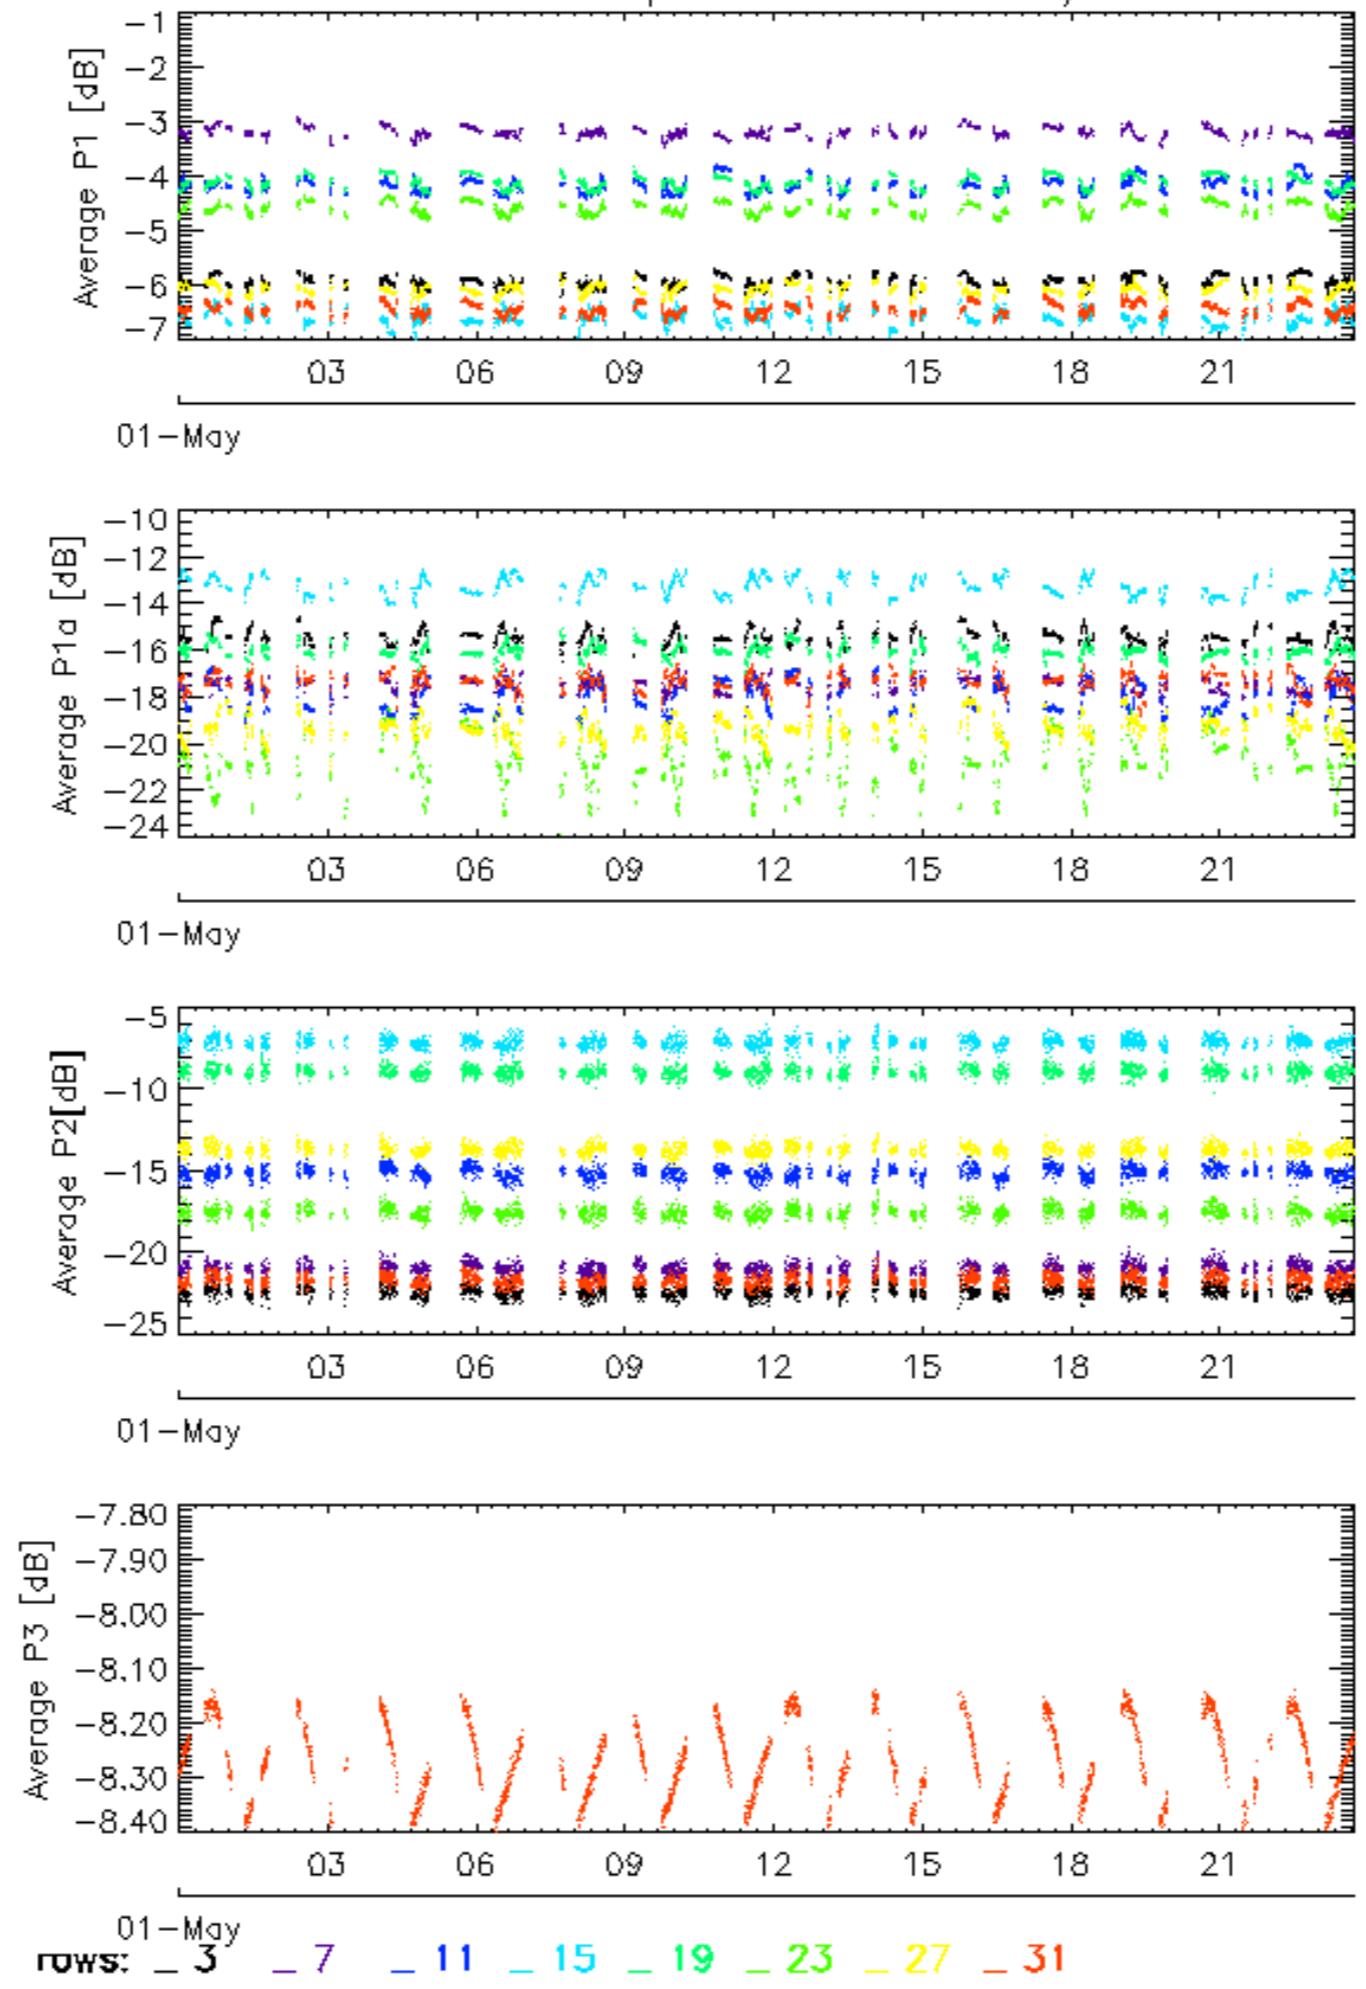 Average P1 [dB]
-1
-2
-3
-4
-5
-6
-7
03 06 09 12 15 18 21
01-May
Average P1a [dB]
-10
-12
-14
-16
-18
-20
-22
-24
03 06 09 12 15 18 21
01-May
Average P2[dB]
-5
-10
-15
-20
-25
03 06 09 12 15 18 21
01-May
Average P3 [dB]
-7.80
-7.90
-8.00
-8.10
-8.20
-8.30
-8.40
03 06 09 12 15 18 21
01-May
rows: _ 3 _ 7 _ 11 _ 15 _ 19 _ 23 _ 27 _ 31